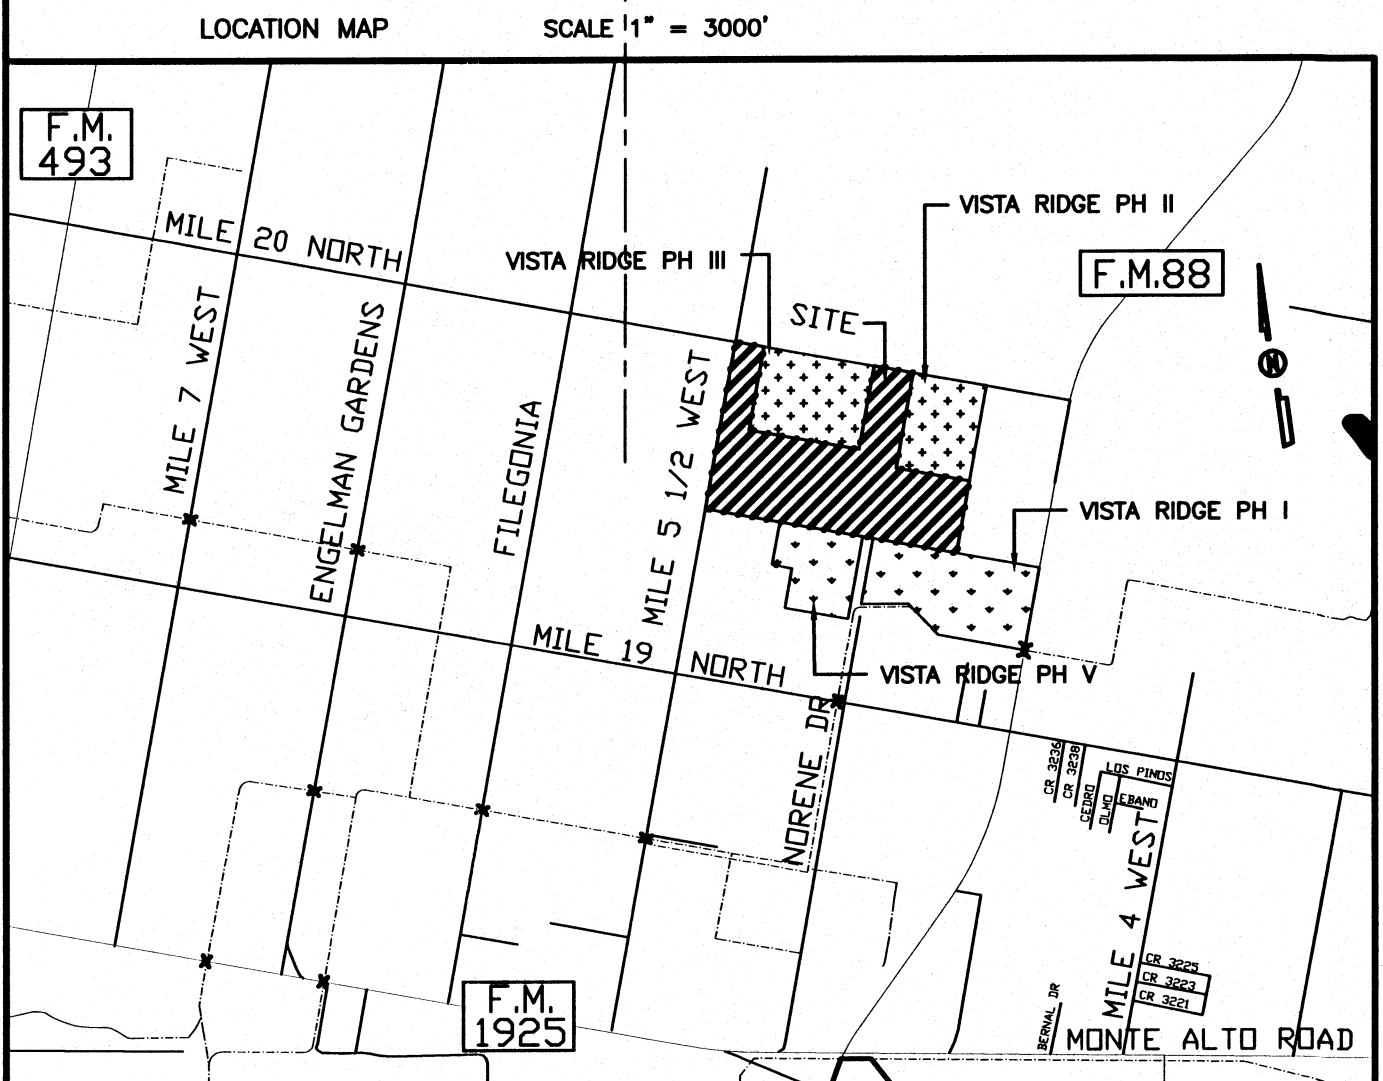 LOCATION MAP
SCALE 1" = 3000'
F.M.
493
MILE 20 NORTH
VISTA RIDGE PH II
VISTA RIDGE PH III
F.M.88
SITE
N
MILE 7 WEST
ENGELMAN GARDENS
FILEGONIA
MILE 5 1/2 WEST
VISTA RIDGE PH I
MILE 19 NORTH
VISTA RIDGE PH V
NORENE DR
CR 3236
CR 3238
LOS PINOS
CEDRO
OLMO
EBANO
MILE 4 WEST
CR 3225
CR 3223
CR 3221
BERNAL DR
F.M.
1925
MONTE ALTO ROAD